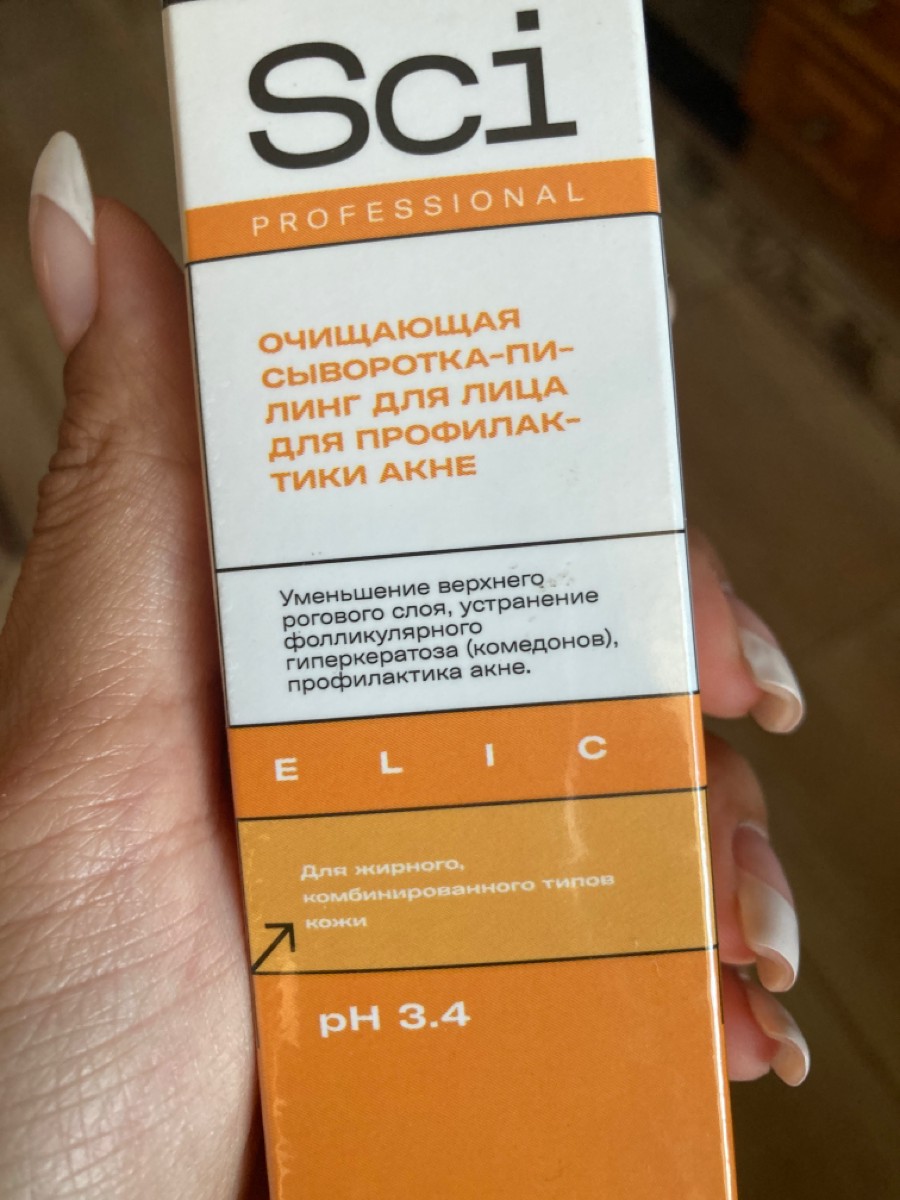 Sci
PROFESSIONAL
ОЧИЩАЮЩАЯ
СЫВОРОТКА-ПИ-
ЛИНГ ДЛЯ ЛИЦА
ДЛЯ ПРОФИЛАК-
ТИКИ АКНЕ
Уменьшение верхнего
рогового слоя, устранение
фолликулярного
гиперкератоза (комедонов),
профилактика акне.
ELIC
Для жирного,
комбинированного типов
кожи
pH 3.4